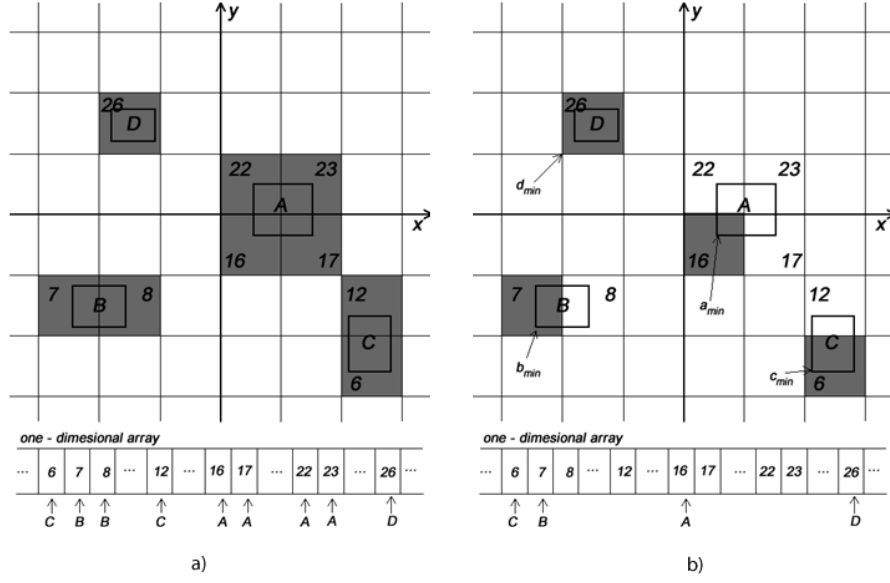 y
26
D
22 23
A
x
16 17
7 B 8
12
C
6
one - dimesional array
... 6 7 8 ... 12 ... 16 17 ... 22 23 ... 26 ...
C B B C A A A A D
a)
y
26
D
d_min
22 23
A
x
16 17
7 B 8
a_min
12
b_min
C
c_min
6
one - dimesional array
... 6 7 8 ... 12 ... 16 17 ... 22 23 ... 26 ...
C B A D
b)